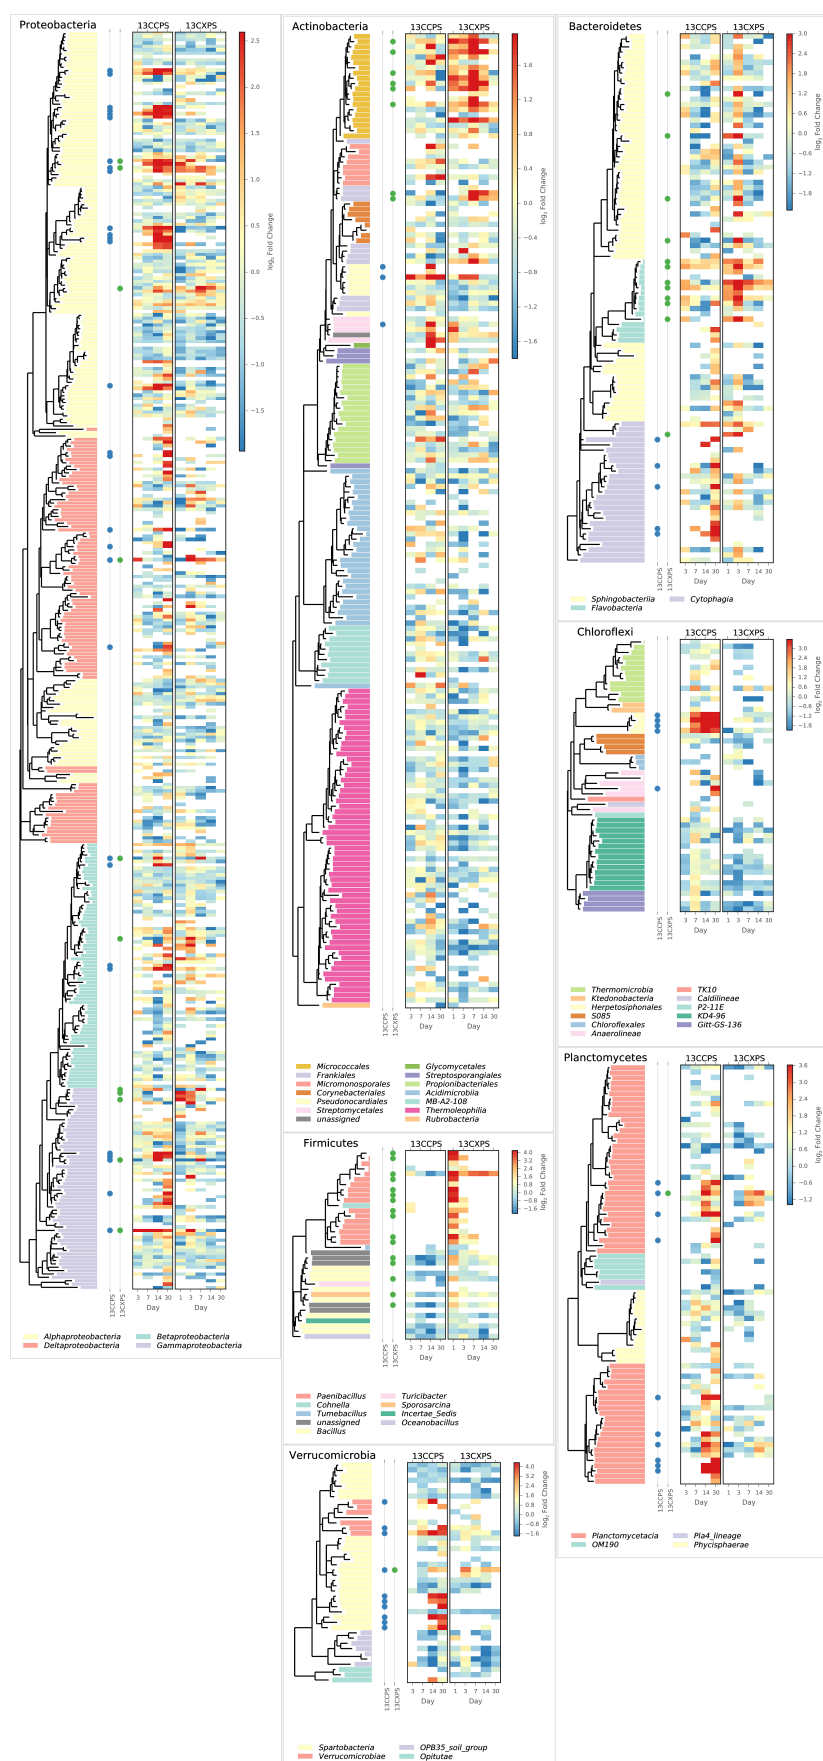 Proteobacteria
13CCPS 13CXPS
2.5
2.0
1.5
1.0
0.5
0.0
−0.5
−1.0
−1.5
log2 Fold Change
13CCPS
13CXPS
3 7 14 30 1 3 7 14 30
Day Day
Alphaproteobacteria Betaproteobacteria
Deltaproteobacteria Gammaproteobacteria
Actinobacteria
13CCPS 13CXPS
1.6
1.2
0.8
0.4
0.0
−0.4
−0.8
−1.2
−1.6
log2 Fold Change
13CCPS
13CXPS
3 7 14 30 1 3 7 14 30
Day Day
Micrococcales Glycomycetales
Frankiales Streptosporangiales
Micromonosporales Propionibacteriales
Corynebacteriales Acidimicrobiia
Pseudonocardiales MB-A2-108
Streptomycetales Thermoleophilia
unassigned Rubrobacteria
Firmicutes
13CCPS 13CXPS
4.0
3.2
2.4
1.6
0.8
0.0
−0.8
−1.6
log2 Fold Change
13CCPS
13CXPS
3 7 14 30 1 3 7 14 30
Day Day
Paenibacillus Turicibacter
Cohnella Sporosarcina
Tumebacillus Incertae_Sedis
unassigned Oceanobacillus
Bacillus
Verrucomicrobia
13CCPS 13CXPS
4.0
3.2
2.4
1.6
0.8
0.0
−0.8
−1.6
log2 Fold Change
13CCPS
13CXPS
3 7 14 30 1 3 7 14 30
Day Day
Spartobacteria OPB35_soil_group
Verrucomicrobiae Opitutae
Bacteroidetes
13CCPS 13CXPS
3.0
2.4
1.8
1.2
0.6
0.0
−0.6
−1.2
−1.8
log2 Fold Change
13CCPS
13CXPS
3 7 14 30 1 3 7 14 30
Day Day
Sphingobacteriia Cytophagia
Flavobacteria
Chloroflexi
13CCPS 13CXPS
3.0
2.4
1.8
1.2
0.6
0.0
−0.6
−1.2
−1.8
log2 Fold Change
13CCPS
13CXPS
3 7 14 30 1 3 7 14 30
Day Day
Thermomicrobia TK10
Ktedonobacteria Caldilineae
Herpetosiphonales P2-11E
S085 KD4-96
Chloroflexales Gitt-GS-136
Anaerolineae
Planctomycetes
13CCPS 13CXPS
3.6
3.0
2.4
1.8
1.2
0.6
0.0
−0.6
−1.2
log2 Fold Change
13CCPS
13CXPS
3 7 14 30 1 3 7 14 30
Day Day
Planctomycetacia Pla4_lineage
OM190 Phycisphaerae